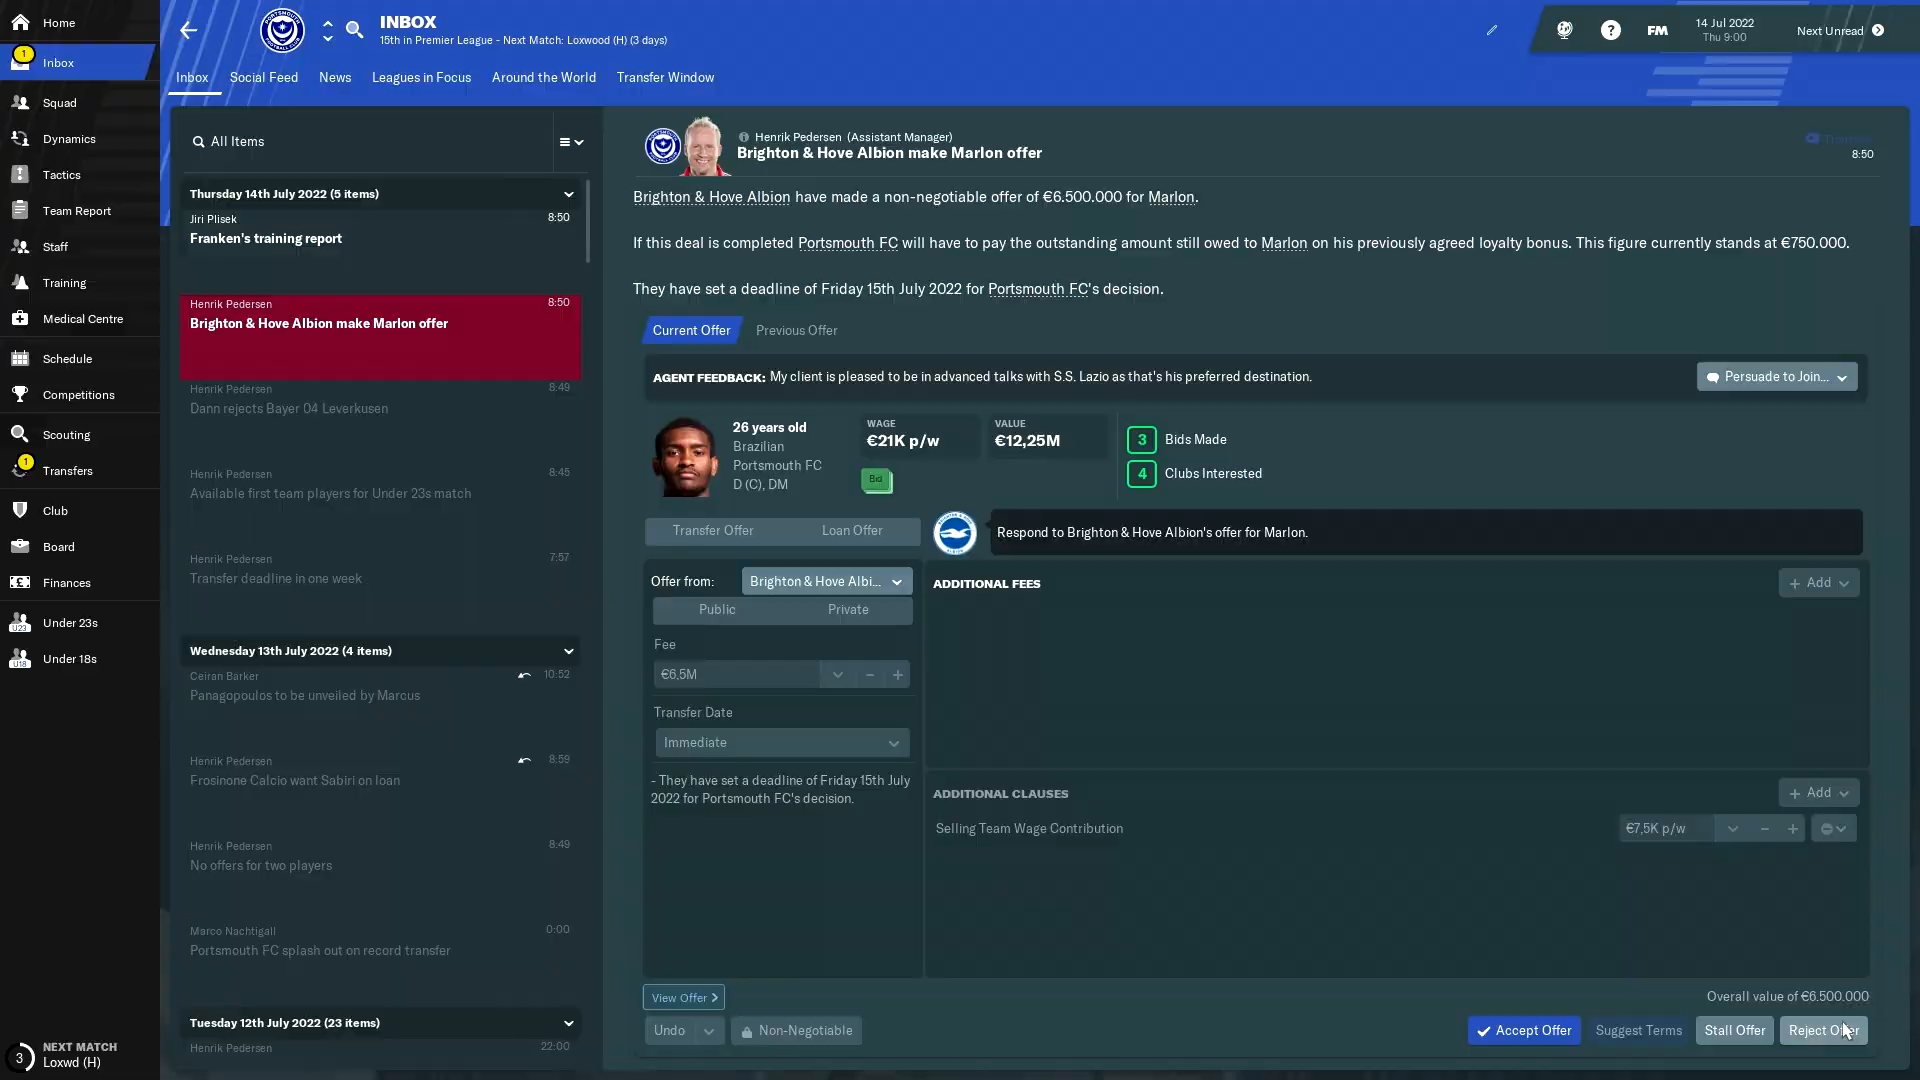 Home
Inbox
Squad
Dynamics
Tactics
Team Report
Staff
Training
Medical Centre
Schedule
Competitions
Scouting
Transfers
Club
Board
Finances
Under 23s
Under 18s
NEXT MATCH
3 Loxwd (H)
INBOX
15th in Premier League - Next Match: Loxwood (H) (3 days)
FM
14 Jul 2022
Thu 9:00
Next Unread
Inbox Social Feed News Leagues in Focus Around the World Transfer Window
All Items
Thursday 14th July 2022 (5 items)
Jiri Plisek 8:50
Franken's training report
Henrik Pedersen 8:50
Brighton & Hove Albion make Marlon offer
Henrik Pedersen 8:49
Dann rejects Bayer 04 Leverkusen
Henrik Pedersen 8:45
Available first team players for Under 23s match
Henrik Pedersen 7:57
Transfer deadline in one week
Wednesday 13th July 2022 (4 items)
Ceiran Barker 10:52
Panagopoulos to be unveiled by Marcus
Henrik Pedersen 8:59
Frosinone Calcio want Sabiri on loan
Henrik Pedersen 8:49
No offers for two players
Marco Nachtigall 0:00
Portsmouth FC splash out on record transfer
Tuesday 12th July 2022 (23 items)
Henrik Pedersen 22:00
Henrik Pedersen (Assistant Manager)
Brighton & Hove Albion make Marlon offer
8:50
Brighton & Hove Albion have made a non-negotiable offer of €6.500.000 for Marlon.
If this deal is completed Portsmouth FC will have to pay the outstanding amount still owed to Marlon on his previously agreed loyalty bonus. This figure currently stands at €750.000.
They have set a deadline of Friday 15th July 2022 for Portsmouth FC's decision.
Current Offer Previous Offer
AGENT FEEDBACK: My client is pleased to be in advanced talks with S.S. Lazio as that's his preferred destination.
Persuade to Join...
26 years old
Brazilian
Portsmouth FC
D (C), DM
WAGE
€21K p/w
VALUE
€12,25M
Bid
3 Bids Made
4 Clubs Interested
Transfer Offer Loan Offer
Respond to Brighton & Hove Albion's offer for Marlon.
Offer from: Brighton & Hove Albi...
Public Private
Fee
€6,5M
Transfer Date
Immediate
- They have set a deadline of Friday 15th July
2022 for Portsmouth FC's decision.
ADDITIONAL FEES
+ Add
ADDITIONAL CLAUSES
+ Add
Selling Team Wage Contribution
€7,5K p/w
View Offer
Overall value of €6.500.000
Undo
Non-Negotiable
Accept Offer
Suggest Terms
Stall Offer
Reject Offer